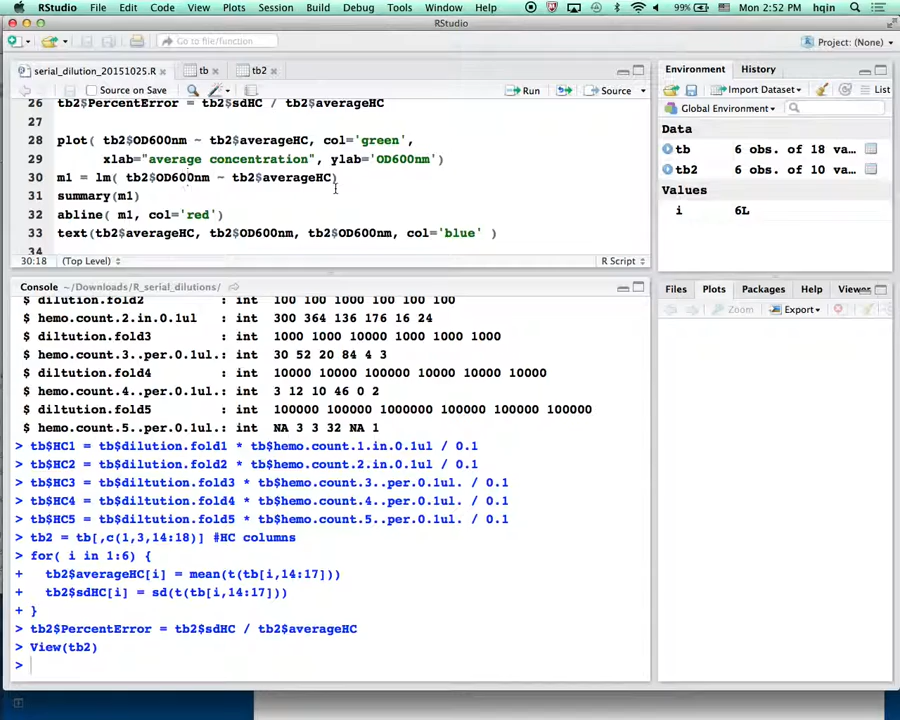 RStudio File Edit Code View Plots Session Build Debug Tools Window Help 99% Mon 2:52 PM hqin
RStudio
Go to file/function Project: (None)
serial_dilution_20151025.R tb tb2
Source on Save Run Source
26 tb2$PercentError = tb2$sdHC / tb2$averageHC
27
28 plot( tb2$OD600nm ~ tb2$averageHC, col='green',
29 xlab="average concentration", ylab='OD600nm')
30 m1 = lm( tb2$OD600nm ~ tb2$averageHC)
31 summary(m1)
32 abline( m1, col='red')
33 text(tb2$averageHC, tb2$OD600nm, tb2$OD600nm, col='blue' )
34
30:18 (Top Level) R Script
Console ~/Downloads/R_serial_dilutions/
$ dilution.fold2 : int 100 100 1000 100 100 100
$ hemo.count.2.in.0.1ul : int 300 364 136 176 16 24
$ diltution.fold3 : int 1000 1000 10000 1000 1000 1000
$ hemo.count.3..per.0.1ul.: int 30 52 20 84 4 3
$ diltution.fold4 : int 10000 10000 100000 10000 10000 10000
$ hemo.count.4..per.0.1ul.: int 3 12 10 46 0 2
$ diltution.fold5 : int 100000 100000 1000000 100000 100000 100000
$ hemo.count.5..per.0.1ul.: int NA 3 3 32 NA 1
> tb$HC1 = tb$dilution.fold1 * tb$hemo.count.1.in.0.1ul / 0.1
> tb$HC2 = tb$dilution.fold2 * tb$hemo.count.2.in.0.1ul / 0.1
> tb$HC3 = tb$diltution.fold3 * tb$hemo.count.3..per.0.1ul. / 0.1
> tb$HC4 = tb$diltution.fold4 * tb$hemo.count.4..per.0.1ul. / 0.1
> tb$HC5 = tb$diltution.fold5 * tb$hemo.count.5..per.0.1ul. / 0.1
> tb2 = tb[,c(1,3,14:18)] #HC columns
> for( i in 1:6) {
+ tb2$averageHC[i] = mean(t(tb[i,14:17]))
+ tb2$sdHC[i] = sd(t(tb[i,14:17]))
+ }
> tb2$PercentError = tb2$sdHC / tb2$averageHC
> View(tb2)
>
Environment History
Import Dataset List
Global Environment
Data
tb 6 obs. of 18 va
tb2 6 obs. of 10 va
Values
i 6L
Files Plots Packages Help Viewer
Zoom Export